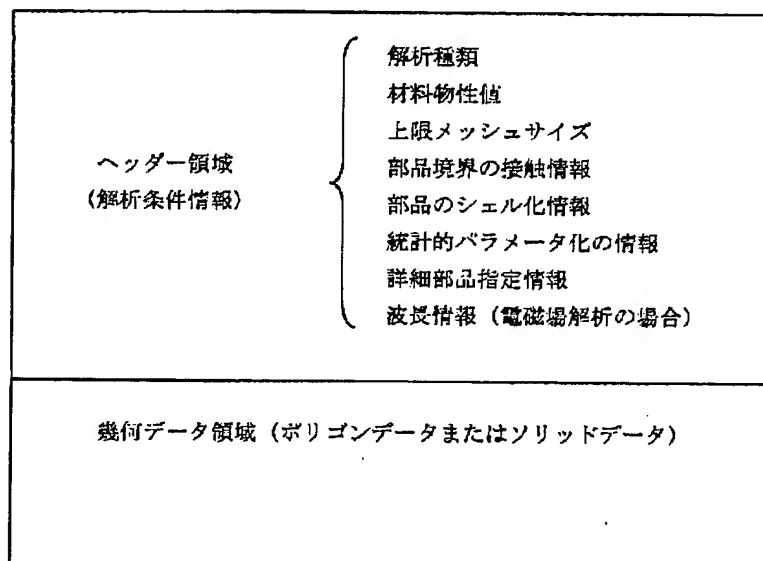 ヘッダー領域
(解析条件情報)
解析種類
材料物性値
上限メッシュサイズ
部品境界の接触情報
部品のシェル化情報
統計的パラメータ化の情報
詳細部品指定情報
波長情報 (電磁場解析の場合)
幾何データ領域 (ポリゴンデータまたはソリッドデータ)